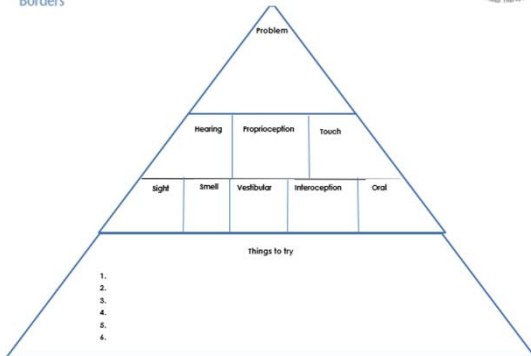 Borders
Problem
Hearing Proprioception Touch
Sight Smell Vestibular Interoception Oral
Things to try
1.
2.
3.
4.
5.
6.